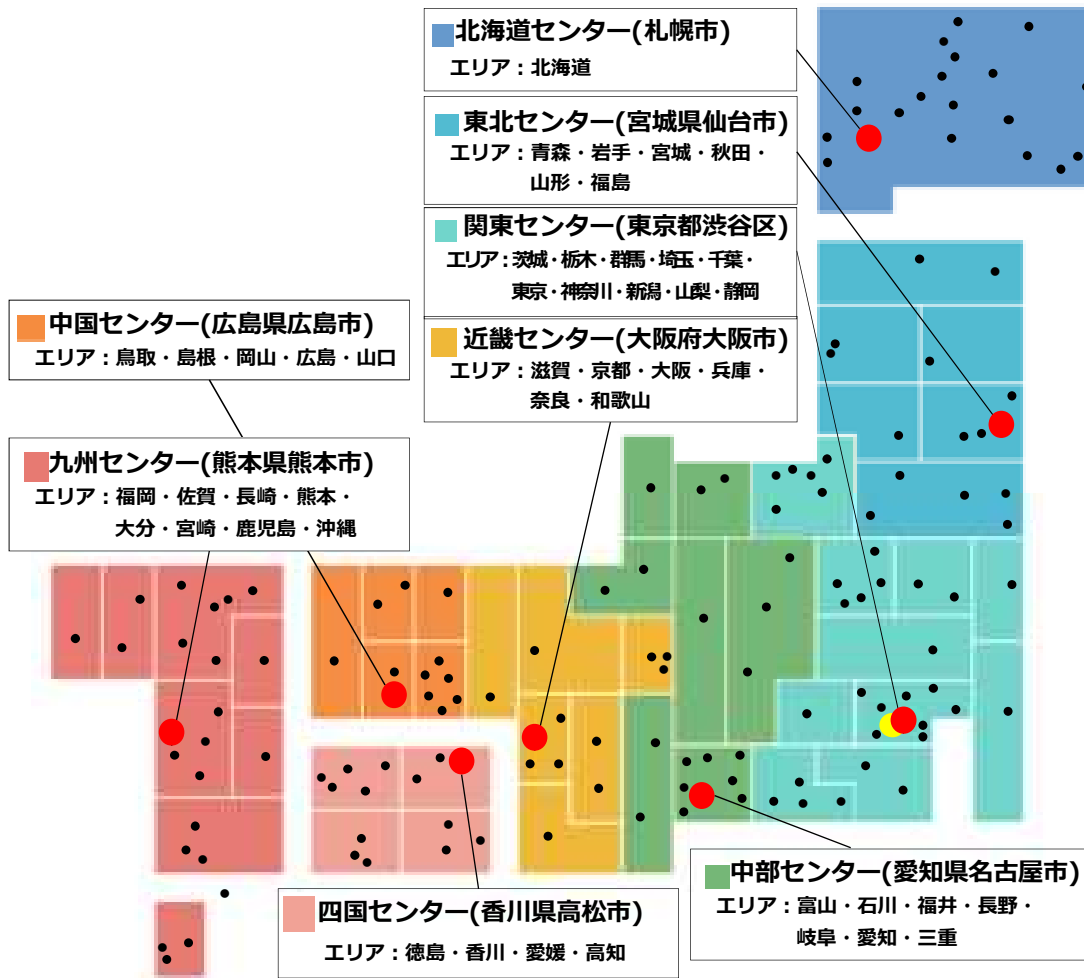 北海道センター(札幌市)
エリア：北海道
東北センター(宮城県仙台市)
エリア：青森・岩手・宮城・秋田・
山形・福島
関東センター(東京都渋谷区)
エリア：茨城・栃木・群馬・埼玉・千葉・
東京・神奈川・新潟・山梨・静岡
中国センター(広島県広島市)
エリア：鳥取・島根・岡山・広島・山口
近畿センター(大阪府大阪市)
エリア：滋賀・京都・大阪・兵庫・
奈良・和歌山
九州センター(熊本県熊本市)
エリア：福岡・佐賀・長崎・熊本・
大分・宮崎・鹿児島・沖縄
中部センター(愛知県名古屋市)
エリア：富山・石川・福井・長野・
岐阜・愛知・三重
四国センター(香川県高松市)
エリア：徳島・香川・愛媛・高知